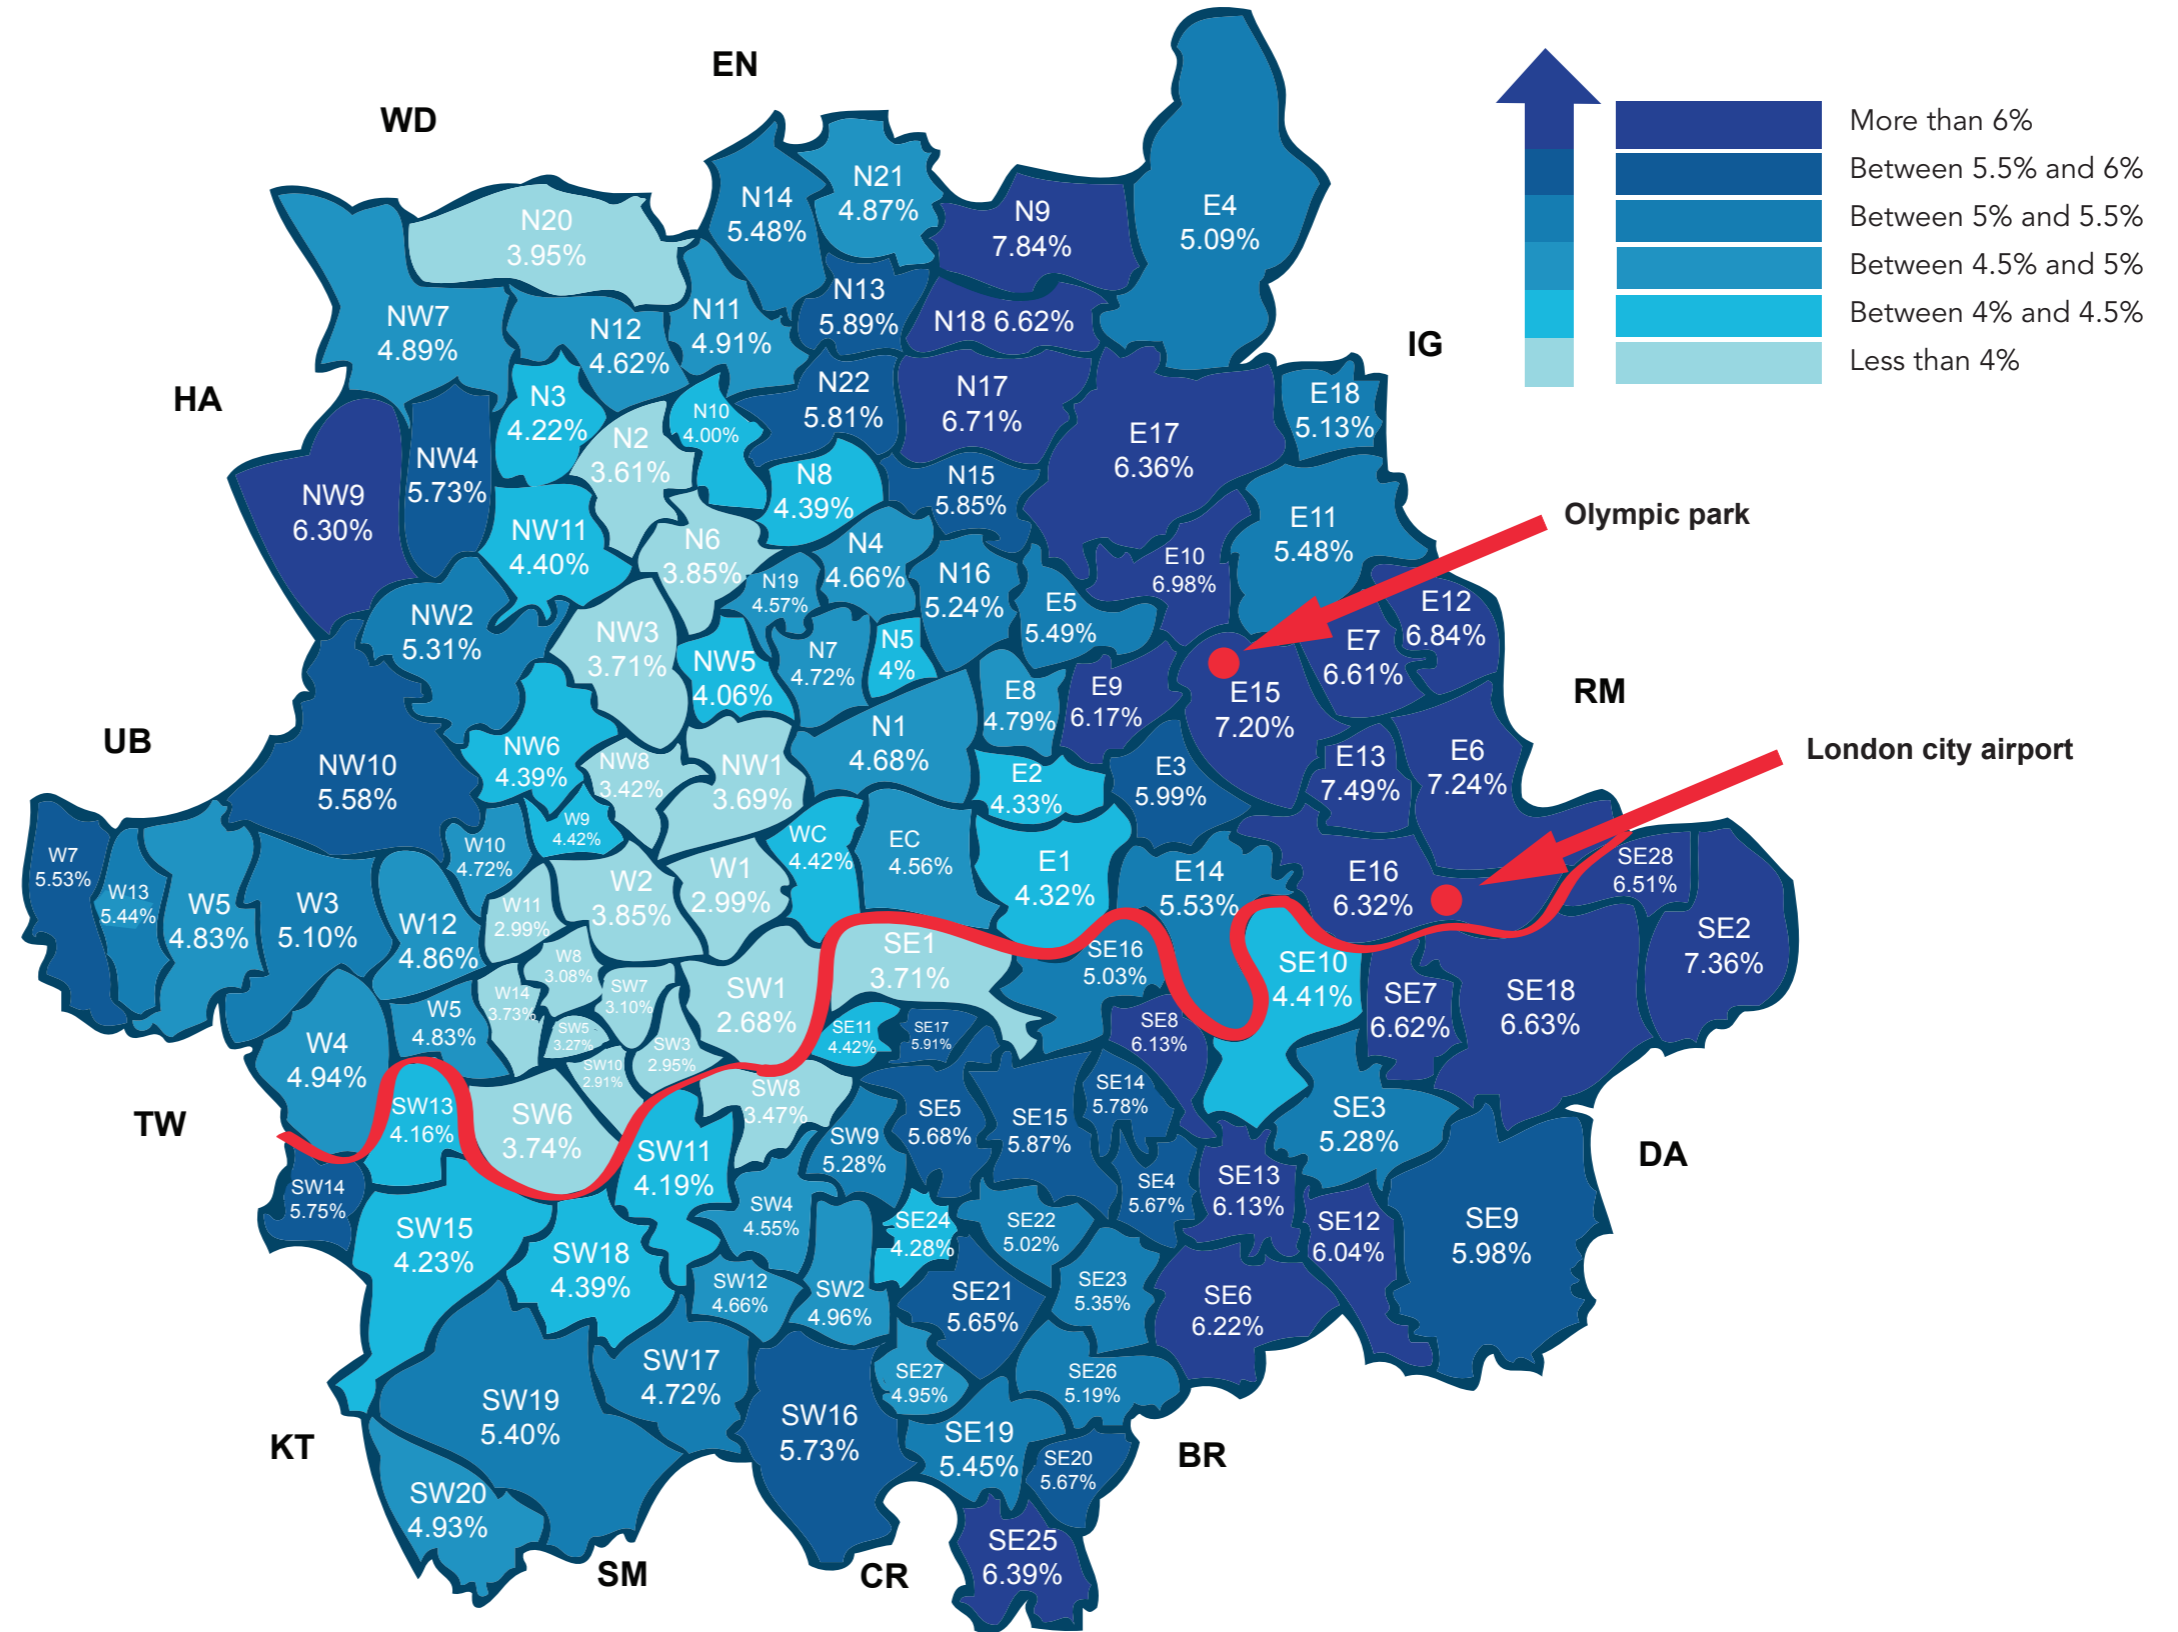 EN
WD
More than 6%
Between 5.5% and 6%
Between 5% and 5.5%
Between 4.5% and 5%
Between 4% and 4.5%
Less than 4%
N21
4.87%
N14
5.48%
N20
3.95%
N9
7.84%
E4
5.09%
N13
5.89%
N18 6.62%
N11
4.91%
NW7
4.89%
N12
4.62%
IG
HA
N22
5.81%
N17
6.71%
E18
5.13%
N3
4.22%
N10
4.00%
N2
3.61%
E17
6.36%
NW4
5.73%
N8
4.39%
N15
5.85%
NW9
6.30%
Olympic park
E11
5.48%
NW11
4.40%
N6
3.85%
N4
4.66%
E10
6.98%
N19
4.57%
N16
5.24%
E5
5.49%
E12
6.84%
NW2
5.31%
NW3
3.71%
N5
4%
N7
4.72%
E7
6.61%
NW5
4.06%
E8
4.79%
E9
6.17%
E15
7.20%
RM
UB
N1
4.68%
London city airport
NW6
4.39%
NW10
5.58%
NW8
3.42%
NW1
3.69%
E2
4.33%
E3
5.99%
E13
7.49%
E6
7.24%
W9
4.42%
WC
4.42%
EC
4.56%
W10
4.72%
W7
5.53%
E1
4.32%
SE28
6.51%
W13
5.44%
W5
4.83%
W3
5.10%
W2
3.85%
W1
2.99%
E14
5.53%
E16
6.32%
W11
2.99%
W12
4.86%
SE1
3.71%
SE16
5.03%
SE10
4.41%
SE2
7.36%
W8
3.08%
SW7
3.10%
SW1
2.68%
W14
3.73%
SE7
6.62%
SE18
6.63%
W5
4.83%
SW5
3.27%
SE11
4.42%
SE17
5.91%
SE8
6.13%
W4
4.94%
SW3
2.95%
SW10
2.91%
TW
SW13
4.16%
SW6
3.74%
SW8
3.47%
SE14
5.78%
SE5
5.68%
SE15
5.87%
SE3
5.28%
SW9
5.28%
SW11
4.19%
DA
SW14
5.75%
SE4
5.67%
SE13
6.13%
SW4
4.55%
SE24
4.28%
SE22
5.02%
SE12
6.04%
SE9
5.98%
SW15
4.23%
SW18
4.39%
SW12
4.66%
SW2
4.96%
SE21
5.65%
SE23
5.35%
SE6
6.22%
SW17
4.72%
SE27
4.95%
SE26
5.19%
SW19
5.40%
SW16
5.73%
SE19
5.45%
SE20
5.67%
KT
BR
SW20
4.93%
SE25
6.39%
SM
CR